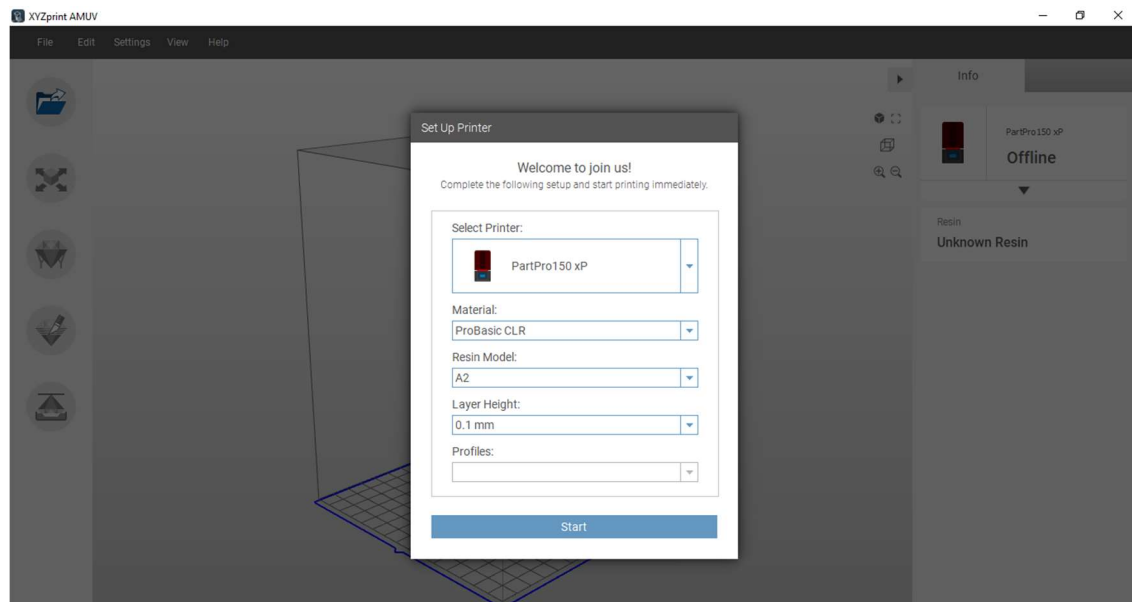 XYZprint AMUV
File Edit Settings View Help
Set Up Printer
Welcome to join us!
Complete the following setup and start printing immediately.
Select Printer:
PartPro150 xP
Material:
ProBasic CLR
Resin Model:
A2
Layer Height:
0.1 mm
Profiles:
Start
Info
PartPro150 xP
Offline
Resin
Unknown Resin